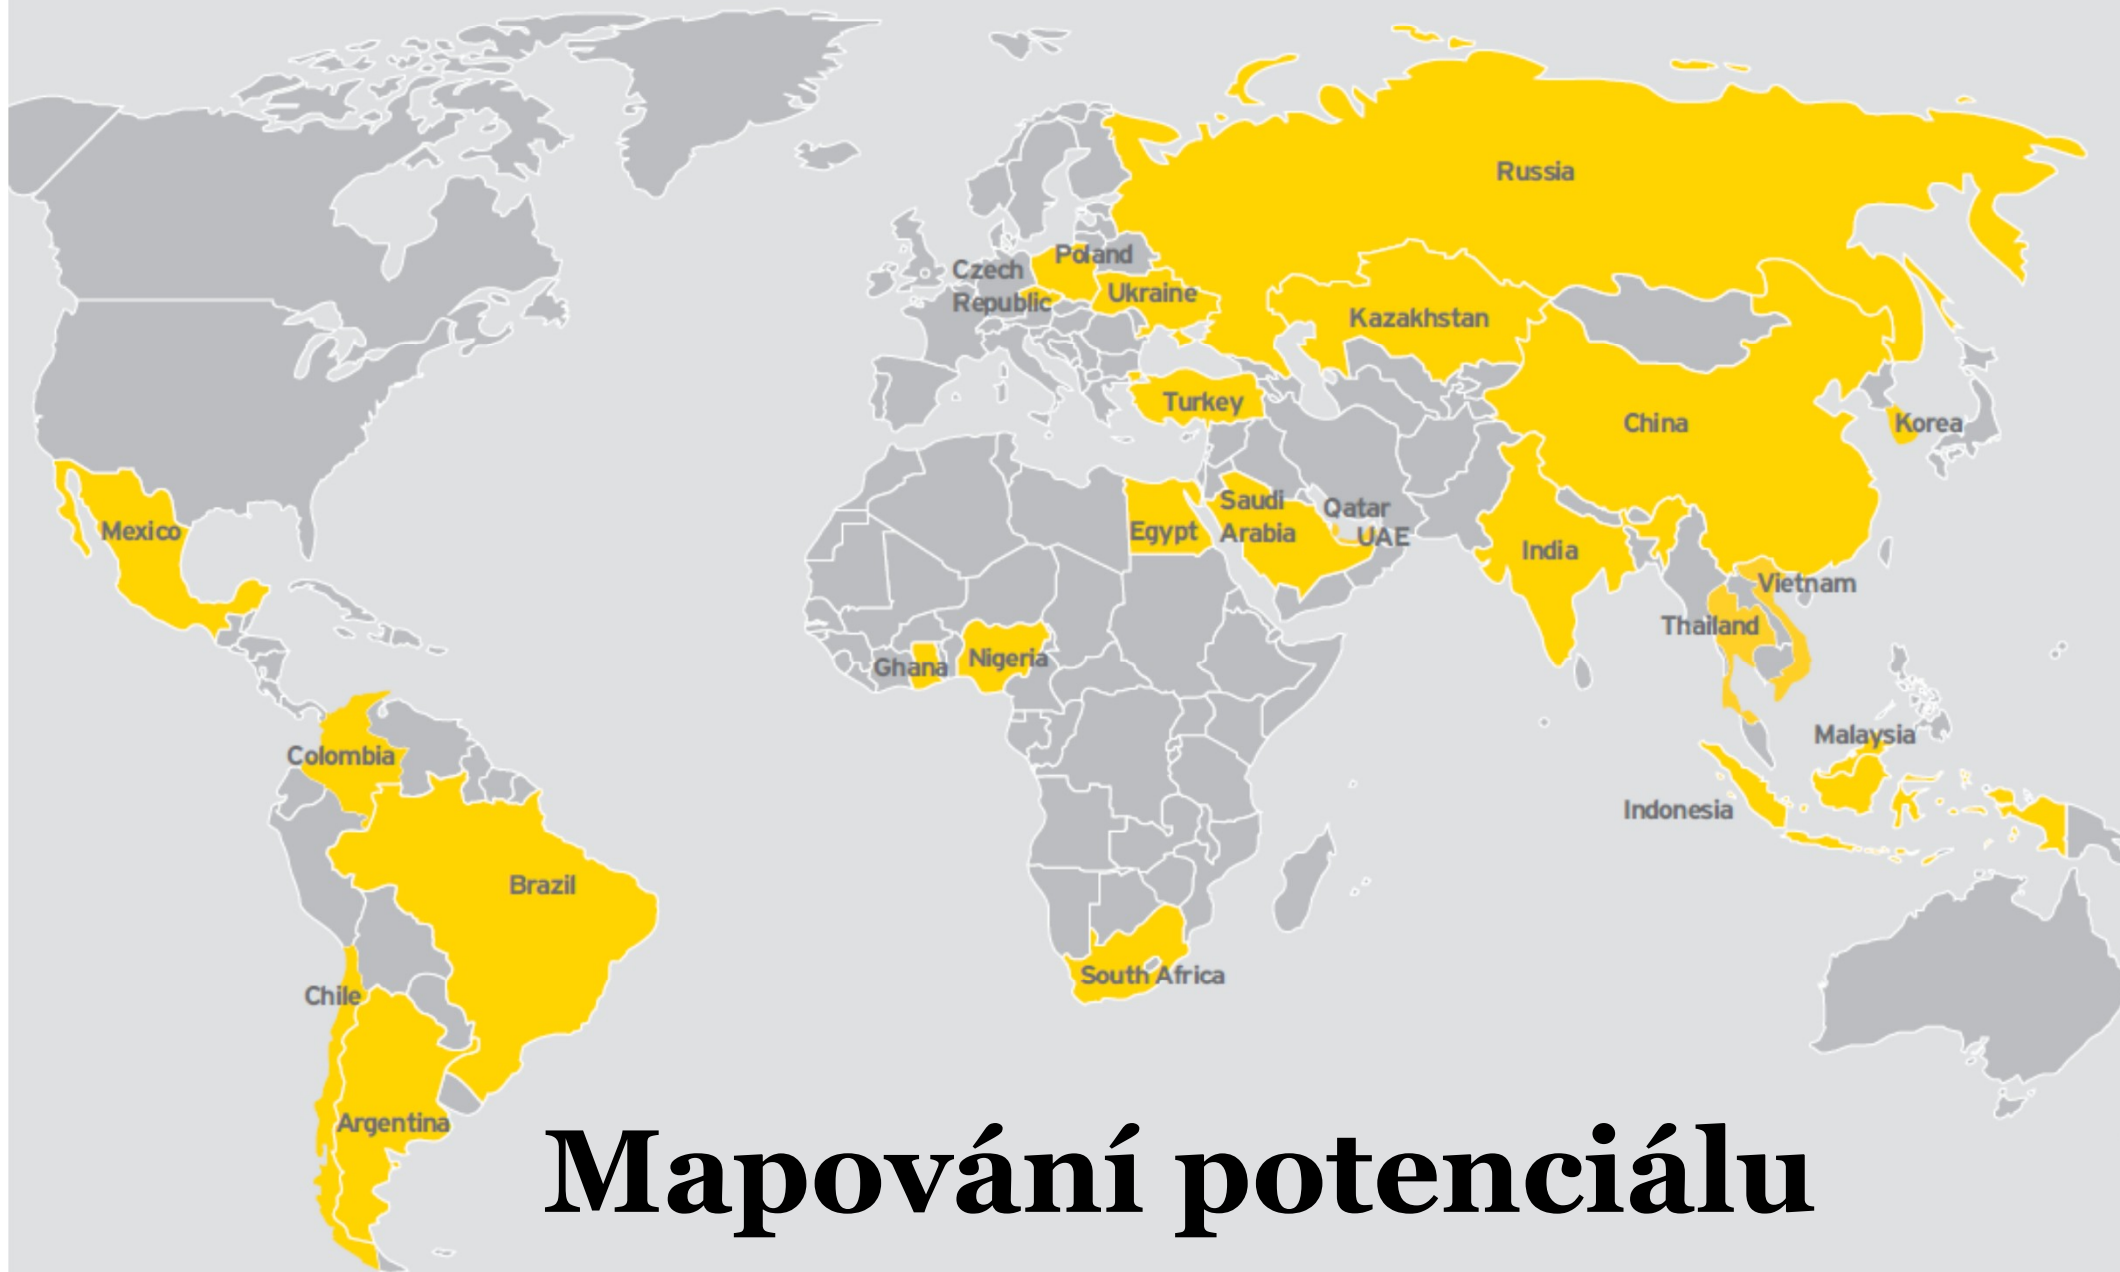 Russia
Poland
Czech
Republic
Ukraine
Kazakhstan
Turkey
China
Korea
Mexico
Egypt
Saudi
Arabia
Qatar
UAE
India
Vietnam
Thailand
Ghana
Nigeria
Colombia
Malaysia
Indonesia
Brazil
Chile
South Africa
Argentina
Mapování potenciálu